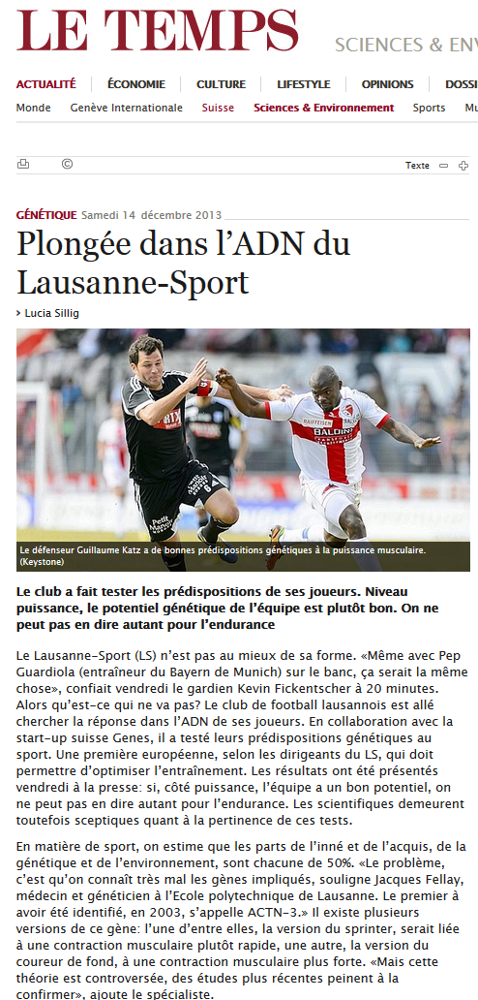 LE TEMPS
SCIENCES & EN
ACTUALITÉ ÉCONOMIE CULTURE LIFESTYLE OPINIONS DOSSI
Monde Genève Internationale Suisse Sciences & Environnement Sports Mu
© Texte
GÉNÉTIQUE Samedi 14 décembre 2013
Plongée dans l’ADN du
Lausanne-Sport
Lucia Sillig
RAIFFEISEN
Petit
Manor
6
Le défenseur Guillaume Katz a de bonnes prédispositions génétiques à la puissance musculaire.
(Keystone)
Le club a fait tester les prédispositions de ses joueurs. Niveau
puissance, le potentiel génétique de l’équipe est plutôt bon. On ne
peut pas en dire autant pour l’endurance
Le Lausanne-Sport (LS) n’est pas au mieux de sa forme. «Même avec Pep
Guardiola (entraîneur du Bayern de Munich) sur le banc, ça serait la même
chose», confiait vendredi le gardien Kevin Fickentscher à 20 minutes.
Alors qu’est-ce qui ne va pas? Le club de football lausannois est allé
chercher la réponse dans l’ADN de ses joueurs. En collaboration avec la
start-up suisse Genes, il a testé leurs prédispositions génétiques au
sport. Une première européenne, selon les dirigeants du LS, qui doit
permettre d’optimiser l’entraînement. Les résultats ont été présentés
vendredi à la presse: si, côté puissance, l’équipe a un bon potentiel, on
ne peut pas en dire autant pour l’endurance. Les scientifiques demeurent
toutefois sceptiques quant à la pertinence de ces tests.
En matière de sport, on estime que les parts de l’inné et de l’acquis, de la
génétique et de l’environnement, sont chacune de 50%. «Le problème,
c’est qu’on connaît très mal les gènes impliqués, souligne Jacques Fellay,
médecin et généticien à l’Ecole polytechnique de Lausanne. Le premier à
avoir été identifié, en 2003, s’appelle ACTN-3.» Il existe plusieurs
versions de ce gène: l’une d’entre elles, la version du sprinter, serait liée
à une contraction musculaire plutôt rapide, une autre, la version du
coureur de fond, à une contraction musculaire plus forte. «Mais cette
théorie est controversée, des études plus récentes peinent à la
confirmer», ajoute le spécialiste.